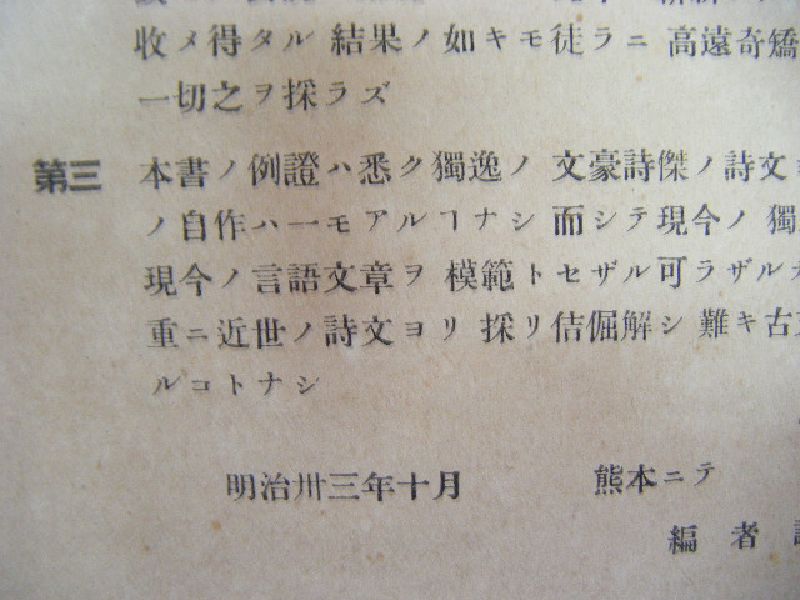 收メ得タル結果ノ如キモ徒ラニ高遠奇矯
一切之ヲ採ラズ
第三 本書ノ例證ハ悉ク獨逸ノ文豪詩傑ノ詩文
ノ自作ハ一モアルヿナシ而シテ現今ノ獨
現今ノ言語文章ヲ模範トセザル可ラザル
重ニ近世ノ詩文ヨリ採リ佶倔解シ難キ古
ルコトナシ
明治卅三年十月 熊本ニテ
編者